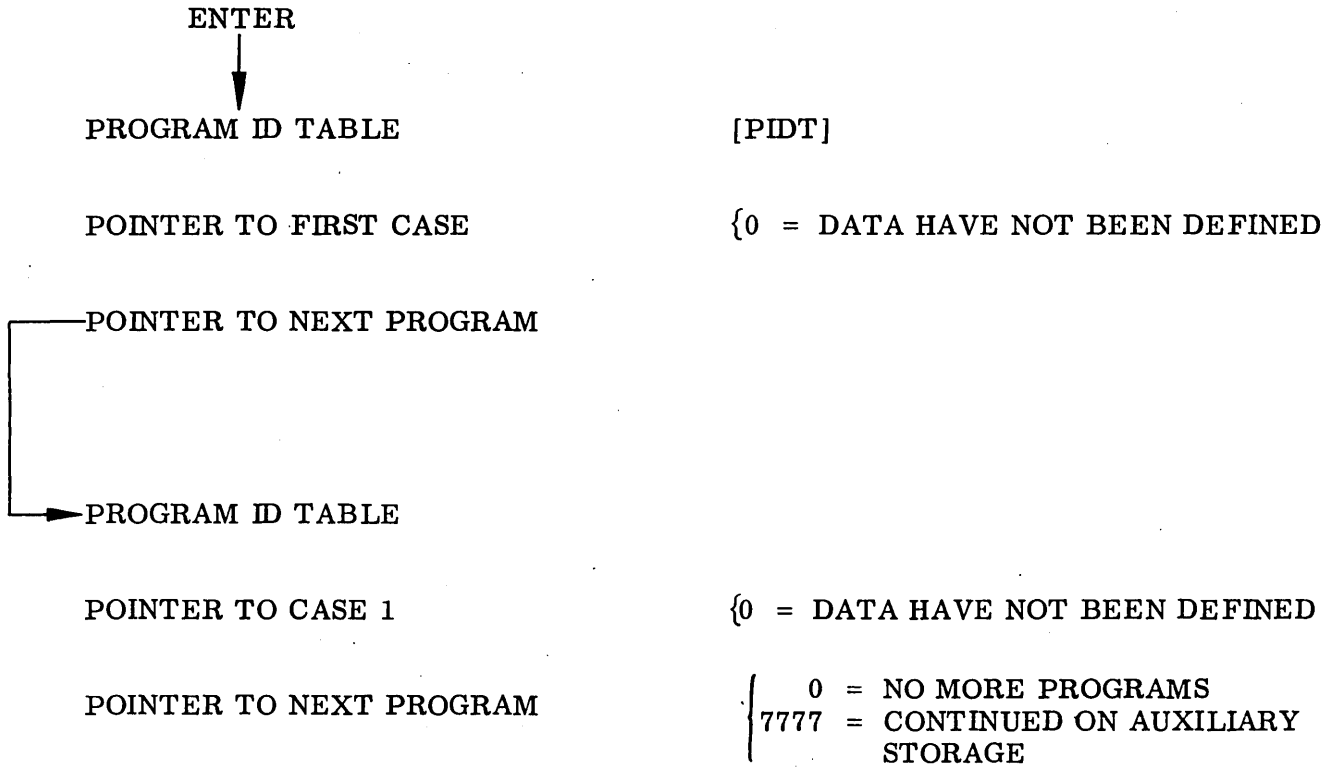 ENTER
PROGRAM ID TABLE [PIDT]
POINTER TO FIRST CASE {0 = DATA HAVE NOT BEEN DEFINED
POINTER TO NEXT PROGRAM
PROGRAM ID TABLE
POINTER TO CASE 1 {0 = DATA HAVE NOT BEEN DEFINED
POINTER TO NEXT PROGRAM
0 = NO MORE PROGRAMS
7777 = CONTINUED ON AUXILIARY
STORAGE